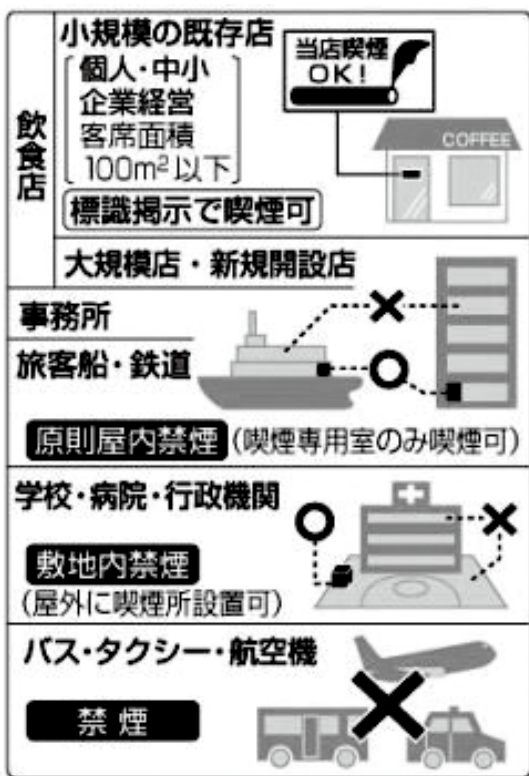 飲食店
小規模の既存店
個人・中小
企業経営
客席面積
100m²以下
標識掲示で喫煙可
当店喫煙
OK!
COFFEE
大規模店・新規開設店
事務所
旅客船・鉄道
原則屋内禁煙(喫煙専用室のみ喫煙可)
学校・病院・行政機関
敷地内禁煙
(屋外に喫煙所設置可)
バス・タクシー・航空機
禁煙